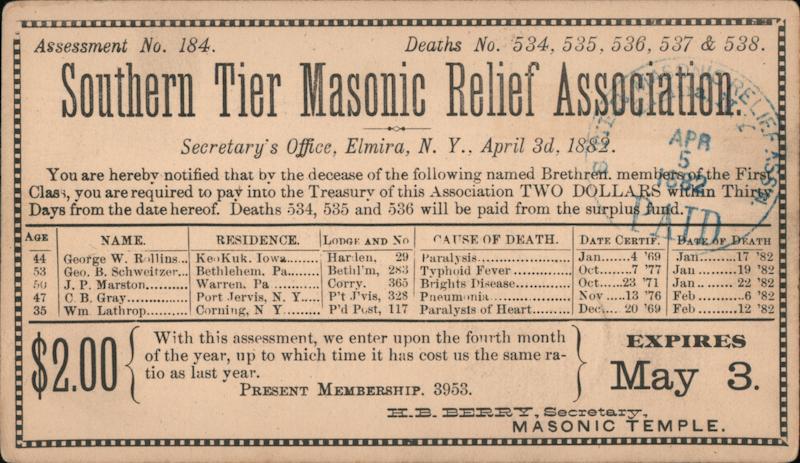 Assessment No. 184. Deaths No. 534, 535, 536, 537 & 538.
Southern Tier Masonic Relief Association.
Secretary's Office, Elmira, N. Y., April 3d, 1882.
You are hereby notified that by the decease of the following named Brethren, members of the First
Class, you are required to pay into the Treasury of this Association TWO DOLLARS within Thirty
Days from the date hereof. Deaths 534, 535 and 536 will be paid from the surplus fund.
AGE NAME. RESIDENCE. LODGE AND No CAUSE OF DEATH. DATE CERTIF. DATE OF DEATH
44 George W. Rollins... KeoKuk, Iowa....... Harden, 29 Paralysis................... Jan......4 '69 Jan......17 '82
53 Geo. B. Schweitzer... Bethlehem, Pa...... Bethl'm, 283 Typhoid Fever............ Oct.......7 '77 Jan.......19 '82
50 J. P. Marston.......... Warren, Pa .......... Corry, 365 Brights Disease........... Oct.....23 '71 Jan ......22 '82
47 C. B. Gray............. Port Jervis, N. Y.... P't J'vis, 328 Pneumonia................ Nov ....13 '76 Feb .......6 '82
35 Wm Lathrop........... Corning, N Y....... P'd Post, 117 Paralysis of Heart....... Dec.... 20 '69 Feb ......12 '82
$2.00
With this assessment, we enter upon the fourth month
of the year, up to which time it has cost us the same ra-
tio as last year.
PRESENT MEMBERSHIP. 3953.
EXPIRES
May 3.
H. B. BERRY, Secretary,
MASONIC TEMPLE.
APR
5
1882
PAID